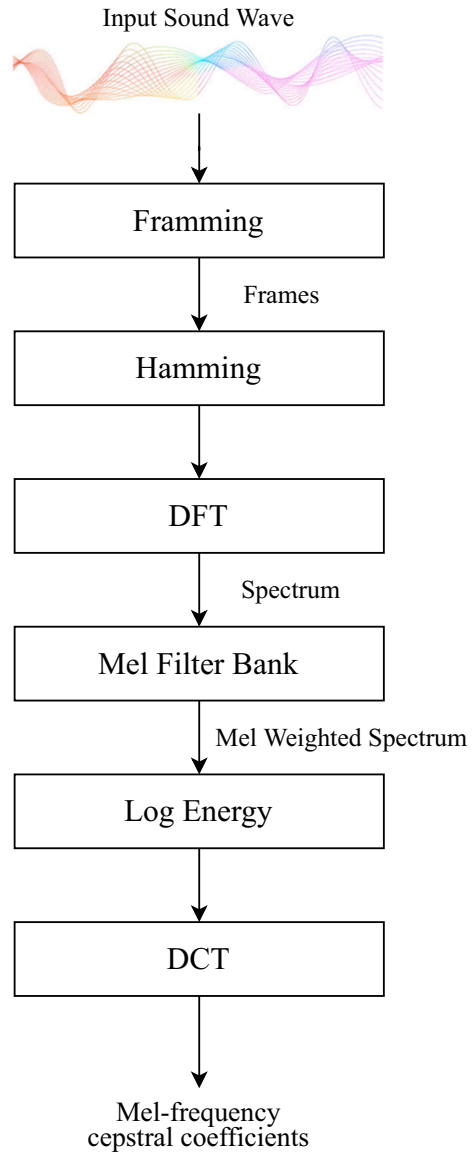 Input Sound Wave
Framming
Frames
Hamming
DFT
Spectrum
Mel Filter Bank
Mel Weighted Spectrum
Log Energy
DCT
Mel-frequency
cepstral coefficients